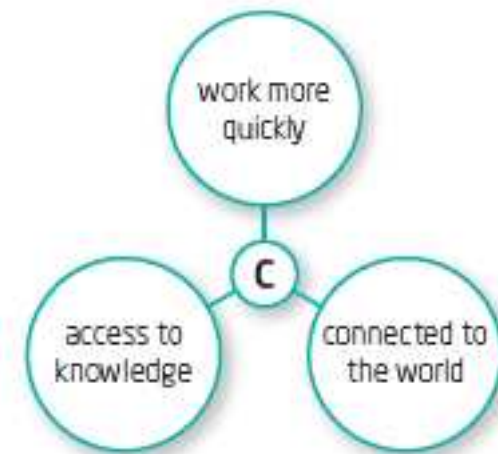 work more
quickly
C
access to
knowledge
connected to
the world